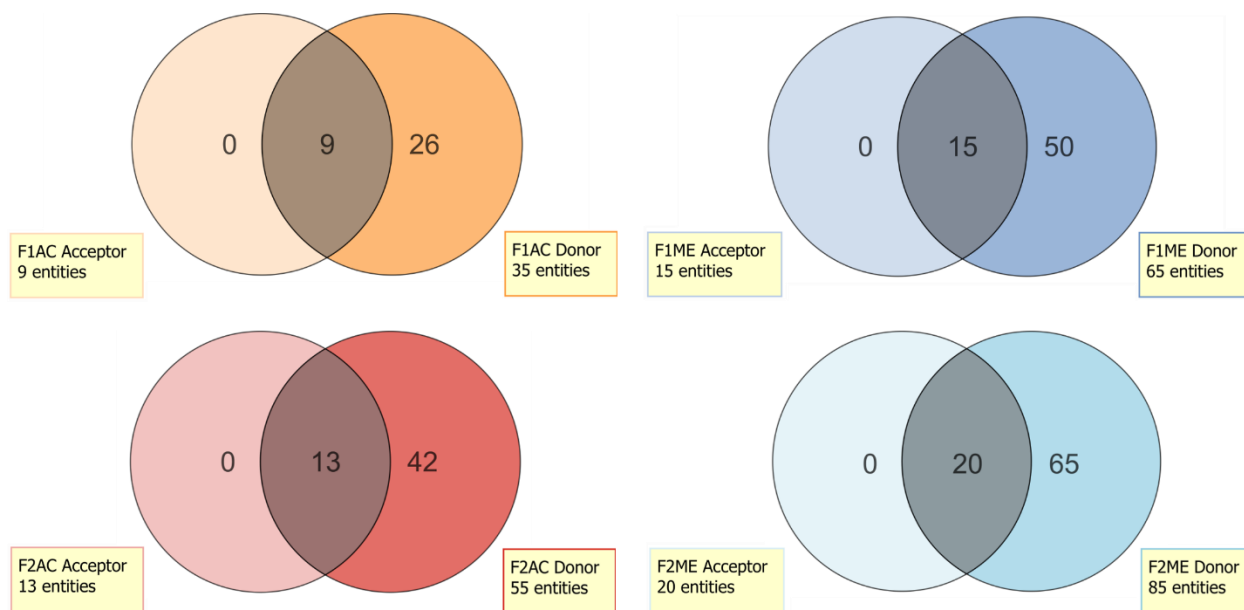 0
9
26
F1AC Acceptor
9 entities
F1AC Donor
35 entities
0
15
50
F1ME Acceptor
15 entities
F1ME Donor
65 entities
0
13
42
F2AC Acceptor
13 entities
F2AC Donor
55 entities
0
20
65
F2ME Acceptor
20 entities
F2ME Donor
85 entities